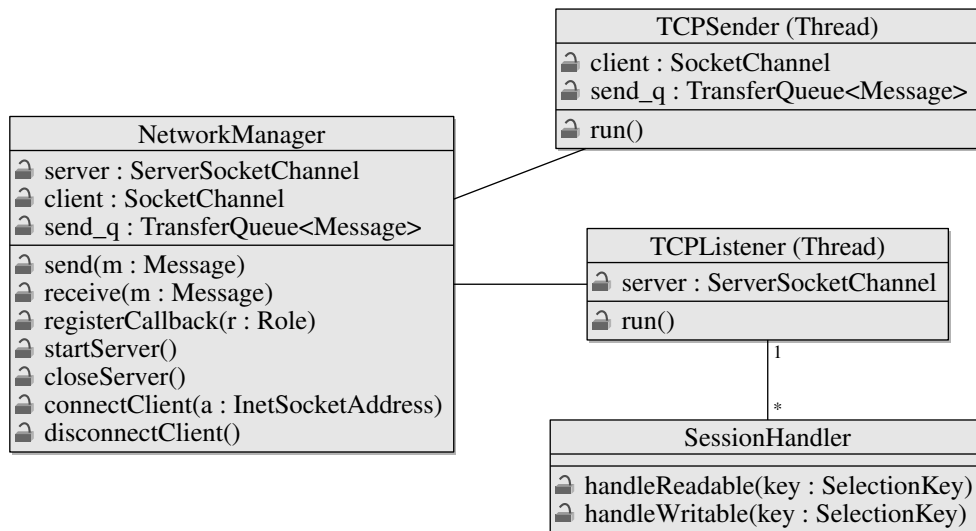 TCPSender (Thread)
client : SocketChannel
send_q : TransferQueue<Message>
run()
NetworkManager
server : ServerSocketChannel
client : SocketChannel
send_q : TransferQueue<Message>
send(m : Message)
receive(m : Message)
registerCallback(r : Role)
startServer()
closeServer()
connectClient(a : InetSocketAddress)
disconnectClient()
TCPListener (Thread)
server : ServerSocketChannel
run()
1
*
SessionHandler
handleReadable(key : SelectionKey)
handleWritable(key : SelectionKey)